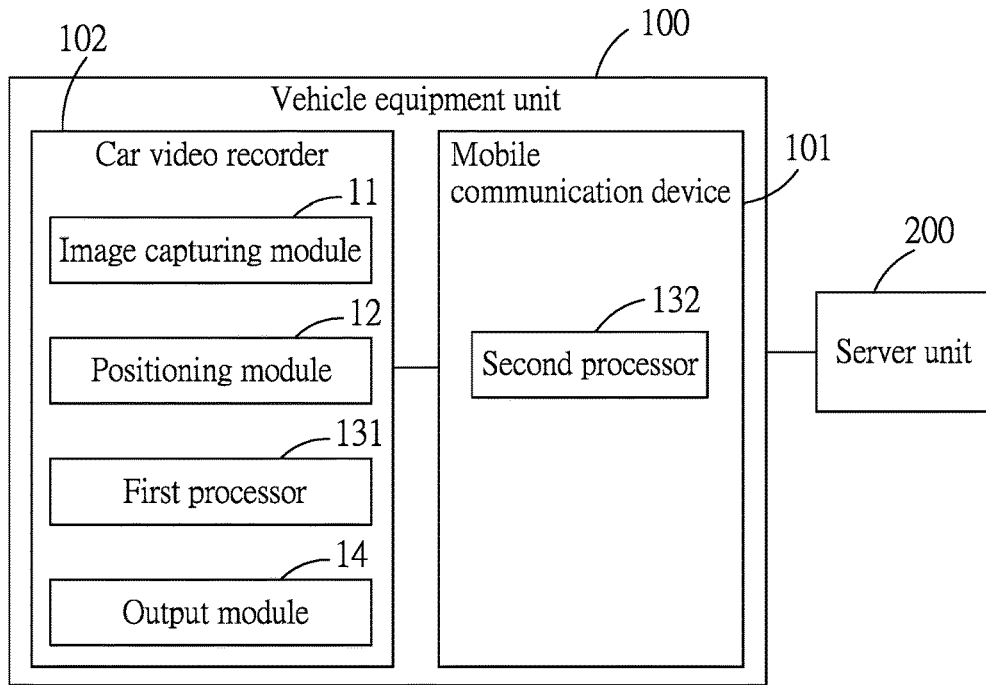 100
102
Vehicle equipment unit
Car video recorder
11
Image capturing module
12
Positioning module
131
First processor
14
Output module
Mobile
communication device
101
132
Second processor
200
Server unit